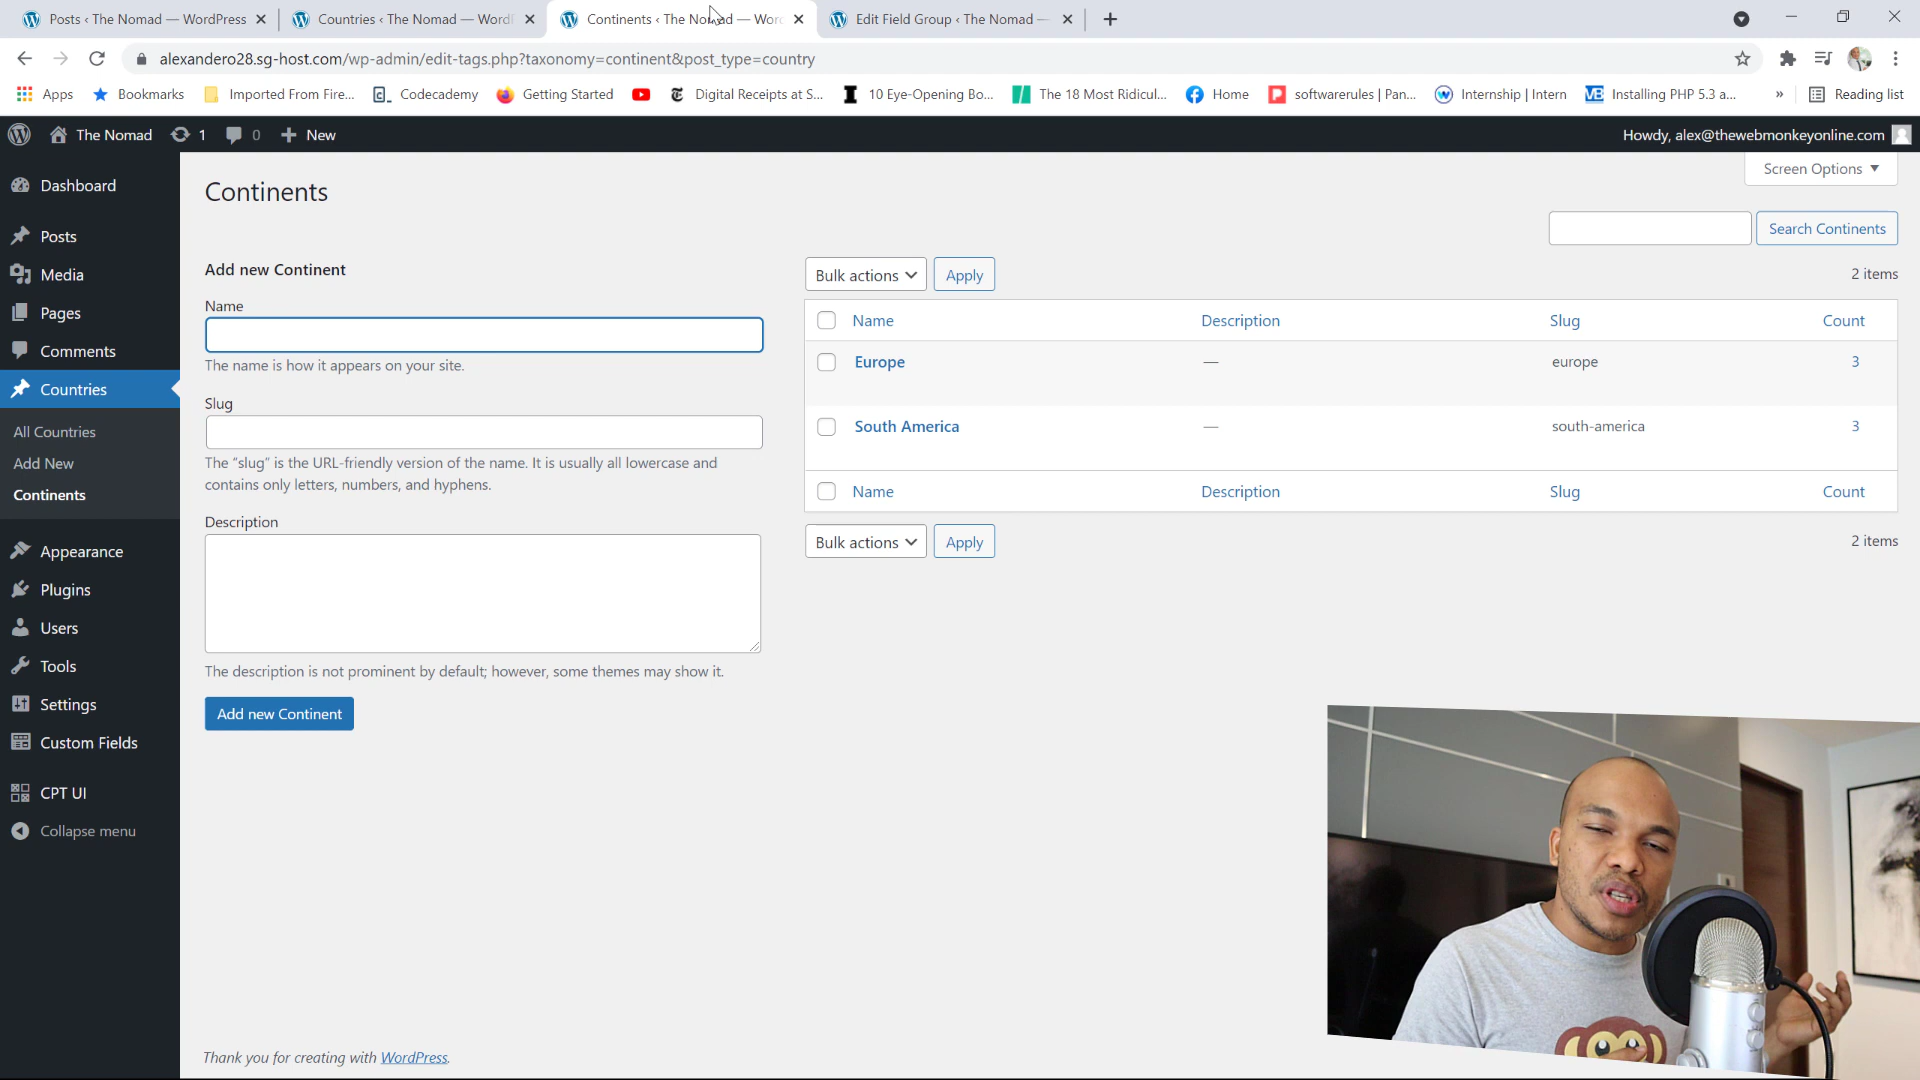 Posts ‹ The Nomad — WordPress
Countries ‹ The Nomad — Word
Continents ‹ The Nomad — Wor
Edit Field Group ‹ The Nomad —
alexandero28.sg-host.com/wp-admin/edit-tags.php?taxonomy=continent&post_type=country
Apps
Bookmarks
Imported From Fire...
Codecademy
Getting Started
Digital Receipts at S...
10 Eye-Opening Bo...
The 18 Most Ridicul...
Home
softwarerules | Pan...
Internship | Intern
Installing PHP 5.3 a...
»
Reading list
The Nomad
1
0
New
Howdy, alex@thewebmonkeyonline.com
Screen Options
Dashboard
Posts
Media
Pages
Comments
Countries
All Countries
Add New
Continents
Appearance
Plugins
Users
Tools
Settings
Custom Fields
CPT UI
Collapse menu
Continents
Search Continents
Add new Continent
Name
The name is how it appears on your site.
Slug
The “slug” is the URL-friendly version of the name. It is usually all lowercase and
contains only letters, numbers, and hyphens.
Description
The description is not prominent by default; however, some themes may show it.
Add new Continent
Bulk actions
Apply
2 items
Name Description Slug Count
Europe — europe 3
South America — south-america 3
Name Description Slug Count
Bulk actions
Apply
2 items
Thank you for creating with WordPress.